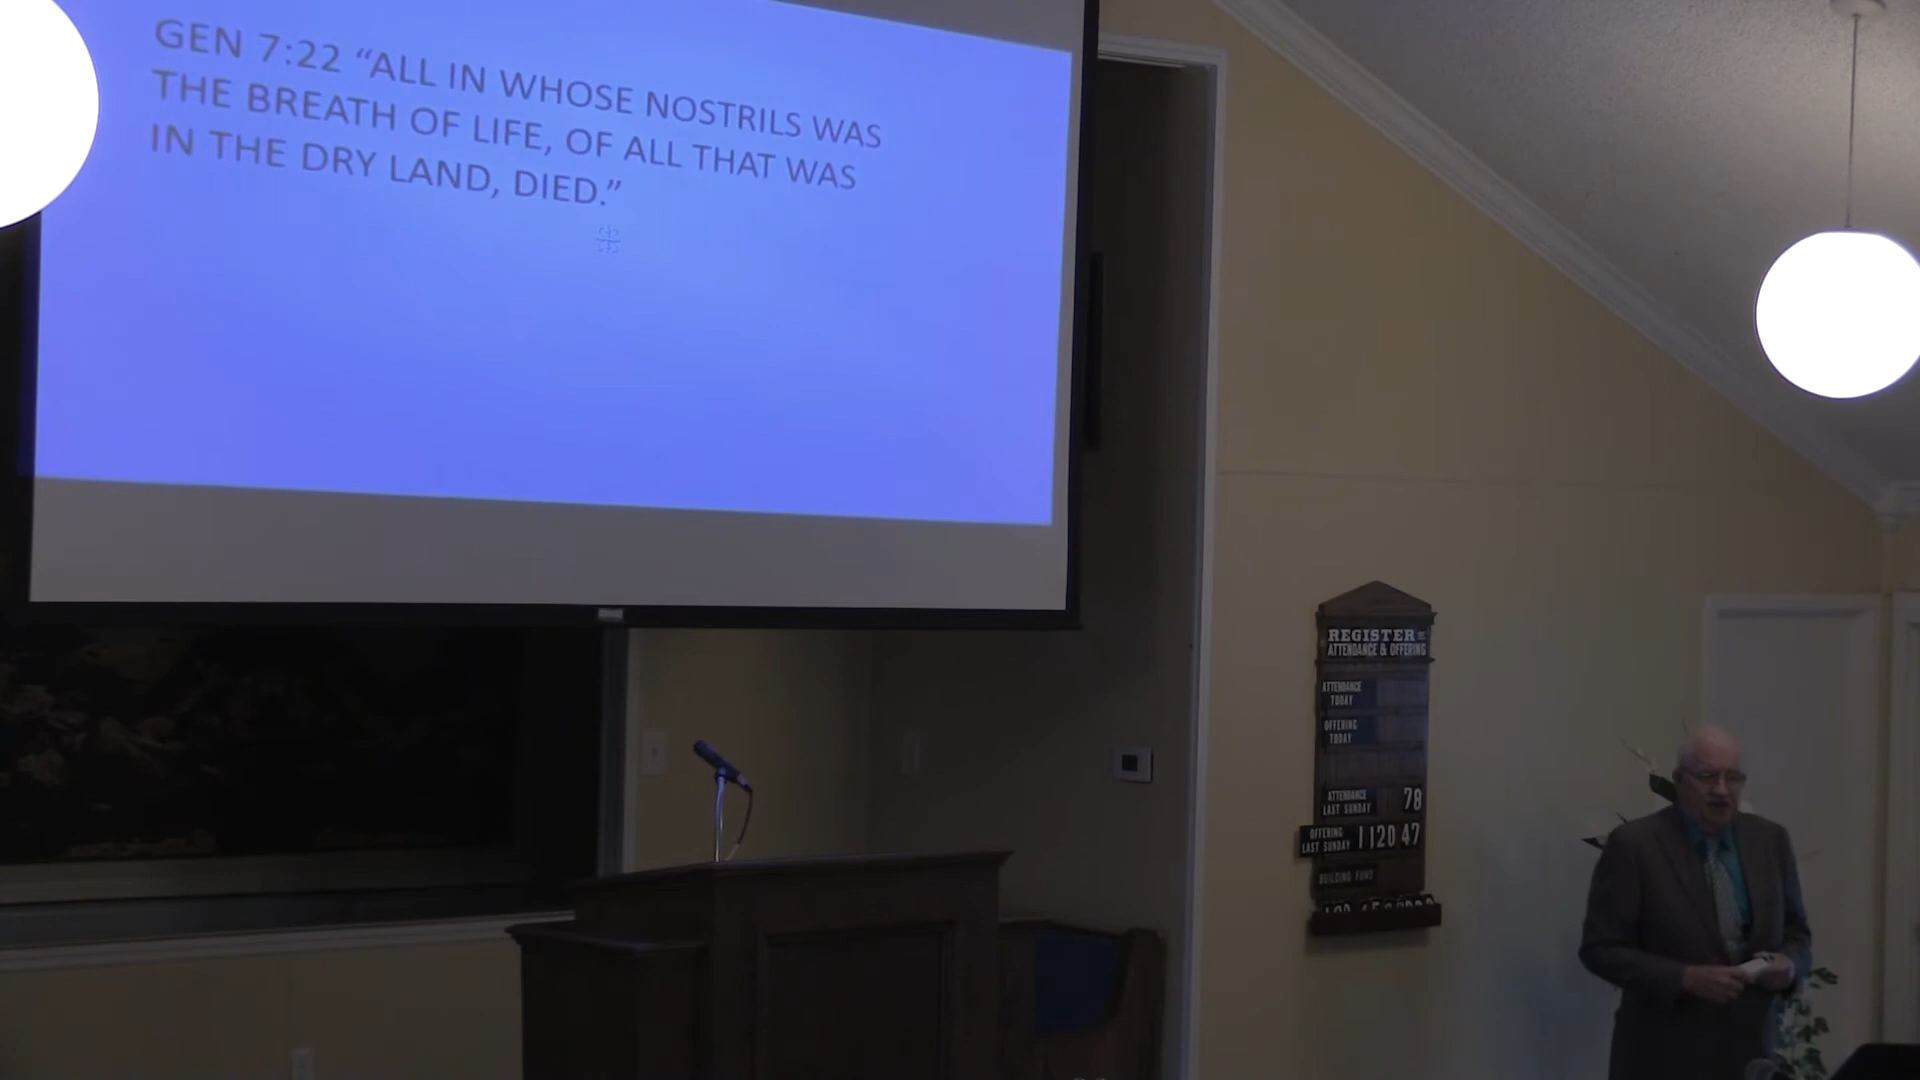 GEN 7:22 “ALL IN WHOSE NOSTRILS WAS
THE BREATH OF LIFE, OF ALL THAT WAS
IN THE DRY LAND, DIED.”
REGISTER OF
ATTENDANCE & OFFERING
ATTENDANCE
TODAY
OFFERING
TODAY
ATTENDANCE
LAST SUNDAY 78
OFFERING
LAST SUNDAY 1120 47
BUILDING FUND